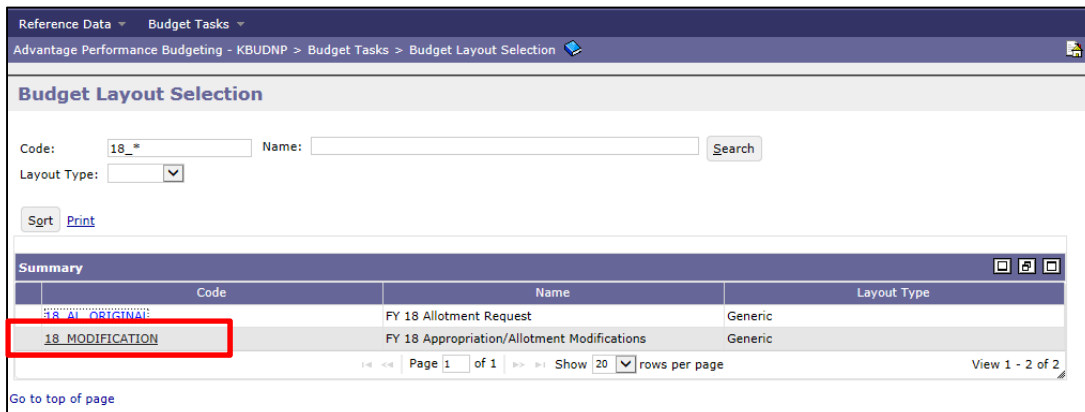 Reference Data Budget Tasks
Advantage Performance Budgeting - KBUDNP > Budget Tasks > Budget Layout Selection
Budget Layout Selection
Code: 18_* Name: Search
Layout Type:
Sort Print
Summary
Code Name Layout Type
18_AL_ORIGINAL FY 18 Allotment Request Generic
18_MODIFICATION FY 18 Appropriation/Allotment Modifications Generic
Page 1 of 1 Show 20 rows per page View 1 - 2 of 2
Go to top of page